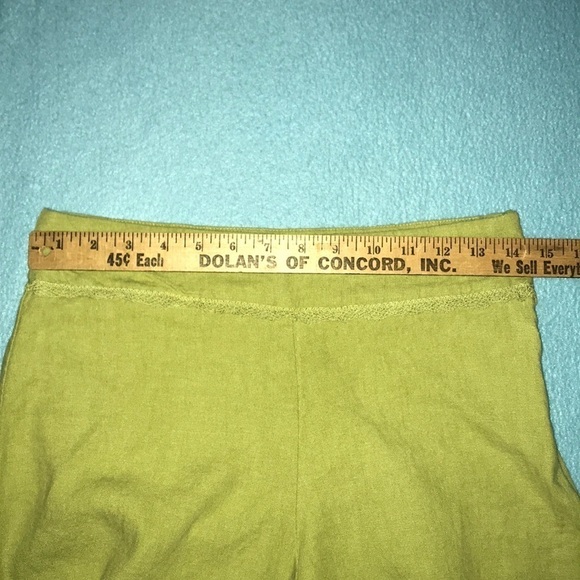 1 2 3 4 5 6 7 8 9 10 11 12 13 14 15
45¢ Each DOLAN'S OF CONCORD, INC. We Sell Everyt